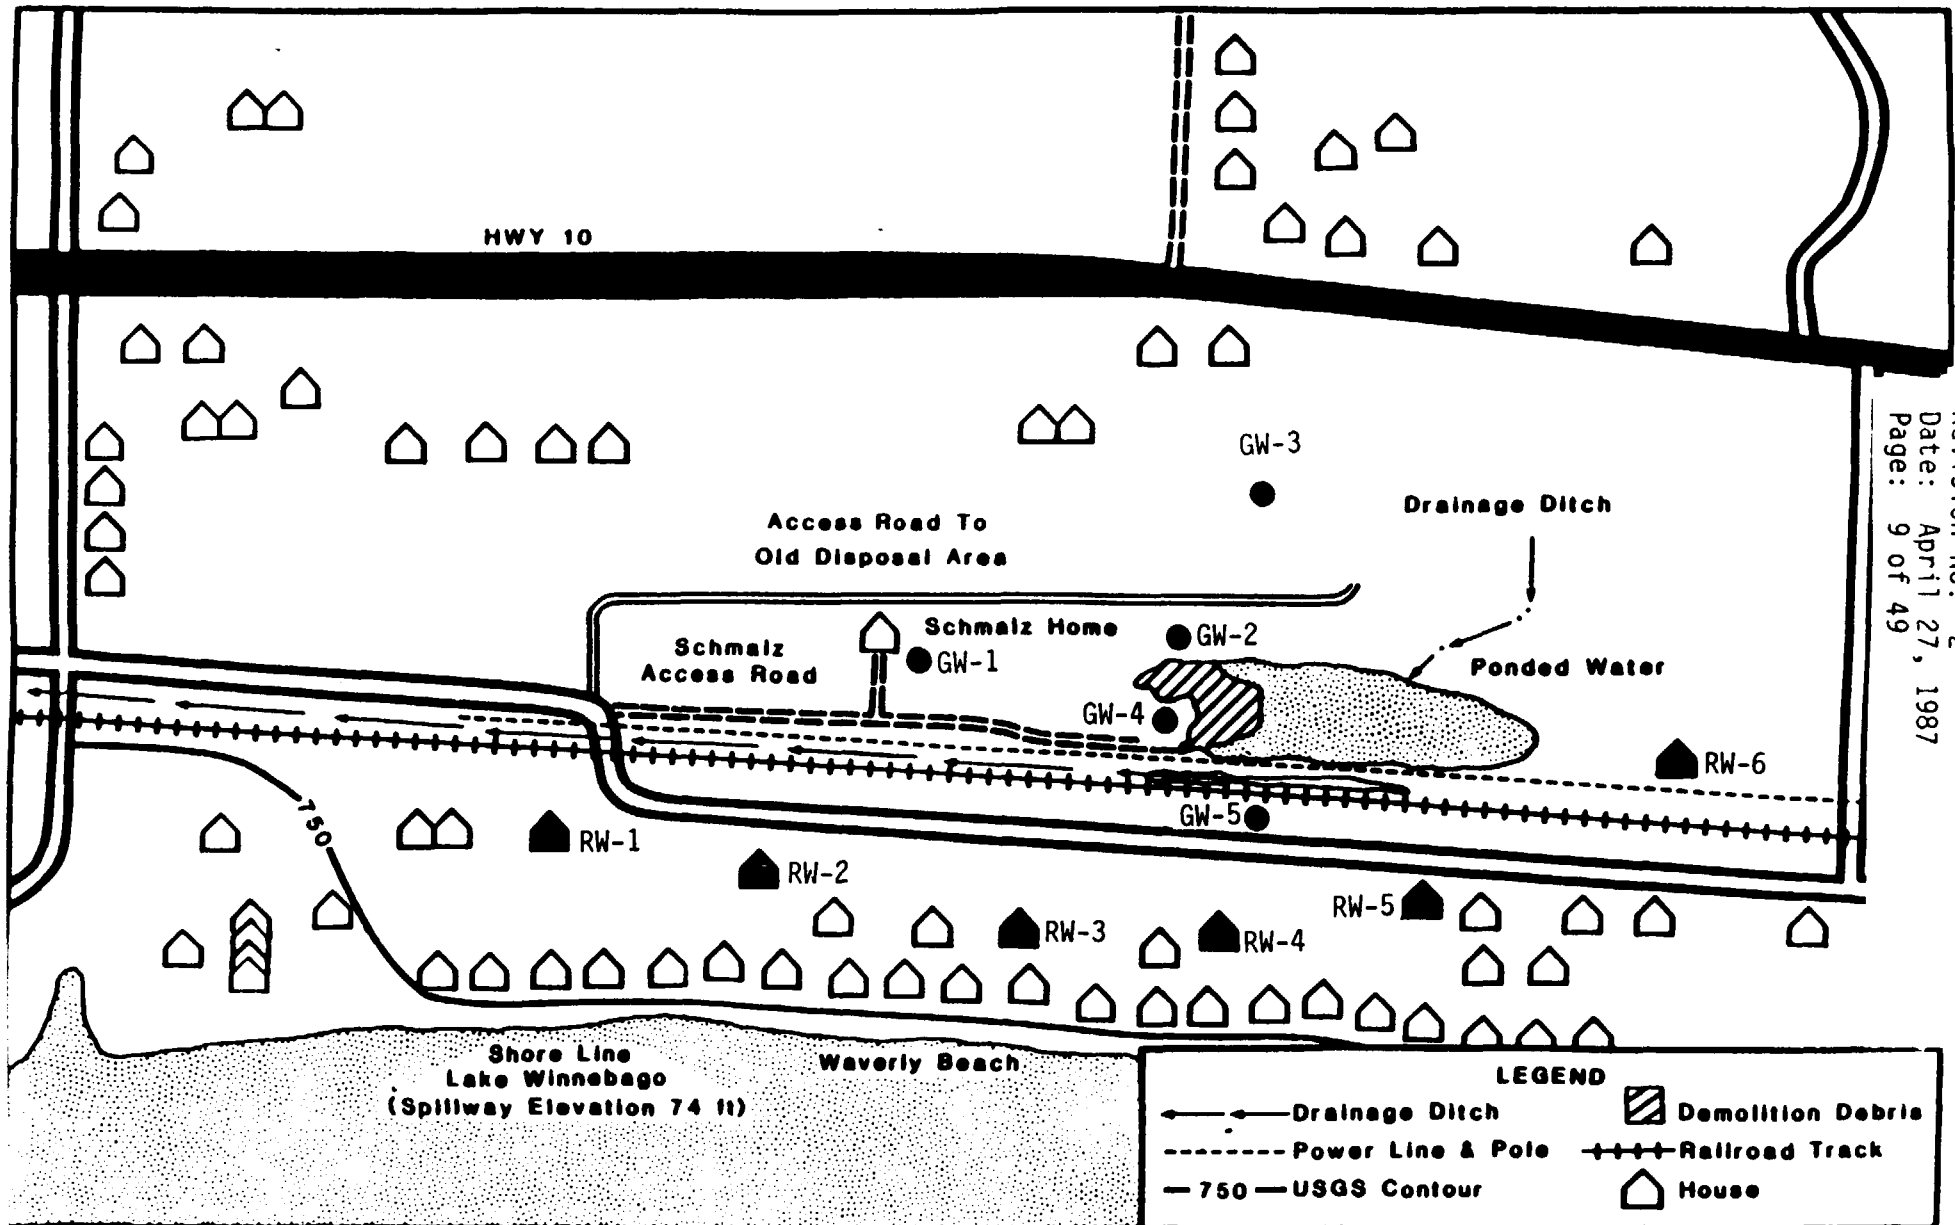 HWY 10
GW-3
Drainage Ditch
Access Road To
Old Disposal Area
Schmalz Home
GW-2
Schmalz
Access Road
GW-1
Ponded Water
GW-4
RW-6
GW-5
750
RW-1
RW-2
RW-5
RW-3
RW-4
Shore Line
Lake Winnebago
(Spillway Elevation 74 ft)
Waverly Beach
LEGEND
Drainage Ditch
Demolition Debris
Power Line & Pole
Railroad Track
750
USGS Contour
House
Date: April 27, 1987
Page: 9 of 49